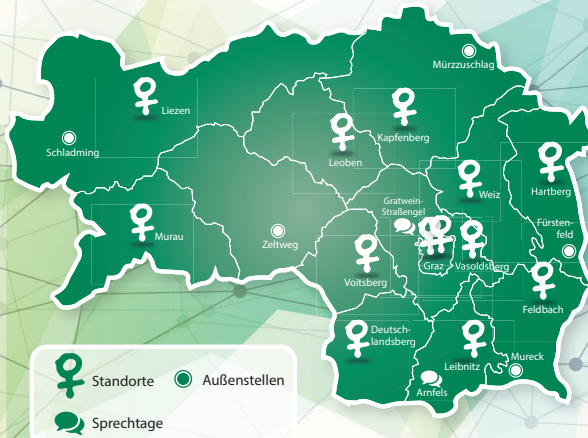 Mürzzuschlag
Liezen
Kapfenberg
Schladming
Leoben
Hartberg
Weiz
Gratwein-
Straßengel
Fürsten-
feld
Murau
Zeltweg
Graz
Vasoldsberg
Voitsberg
Feldbach
Deutsch-
landsberg
Mureck
Leibnitz
Arnfels
Standorte
Außenstellen
Sprechtage